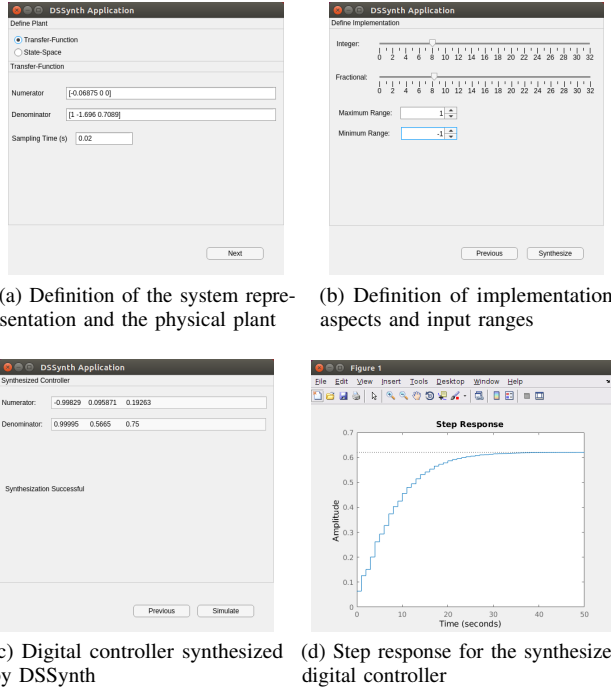 DSSynth Application
Define Plant
Transfer-Function
State-Space
Transfer-Function
Numerator [-0.06875 0 0]
Denominator [1 -1.696 0.7089]
Sampling Time (s) 0.02
Next
(a) Definition of the system repre-
sentation and the physical plant
DSSynth Application
Define Implementation
Integer:
0 2 4 6 8 10 12 14 16 18 20 22 24 26 28 30 32
Fractional:
0 2 4 6 8 10 12 14 16 18 20 22 24 26 28 30 32
Maximum Range: 1
Minimum Range: -1
Previous Synthesize
(b) Definition of implementation
aspects and input ranges
DSSynth Application
Synthesized Controller
Numerator: -0.99829 0.095871 0.19263
Denominator: 0.99995 0.5665 0.75
Synthesization Successful
Previous Simulate
c) Digital controller synthesized
by DSSynth
Figure 1
File Edit View Insert Tools Desktop Window Help
Step Response
Amplitude
0.7
0.6
0.5
0.4
0.3
0.2
0.1
0
0 10 20 30 40 50
Time (seconds)
(d) Step response for the synthesize
digital controller